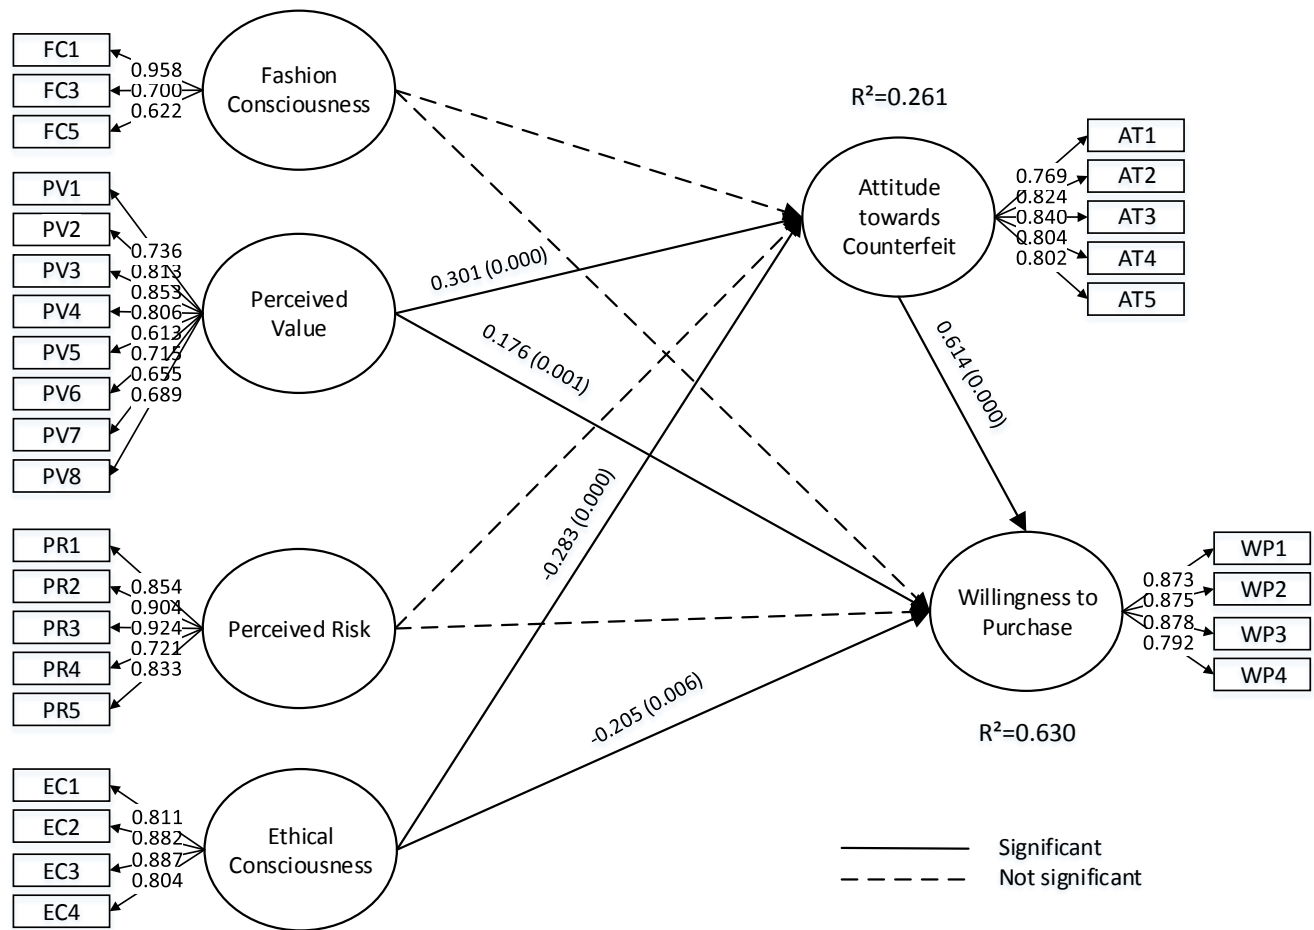 FC1
FC3
FC5
0.958
0.700
0.622
Fashion
Consciousness
PV1
PV2
PV3
PV4
PV5
PV6
PV7
PV8
0.736
0.813
0.853
0.806
0.613
0.715
0.655
0.689
Perceived
Value
PR1
PR2
PR3
PR4
PR5
0.854
0.904
0.924
0.721
0.833
Perceived Risk
EC1
EC2
EC3
EC4
0.811
0.882
0.887
0.804
Ethical
Consciousness
0.301 (0.000)
0.176 (0.001)
-0.283 (0.000)
-0.205 (0.006)
0.614 (0.000)
R²=0.261
Attitude
towards
Counterfeit
0.769
0.824
0.840
0.804
0.802
AT1
AT2
AT3
AT4
AT5
Willingness to
Purchase
R²=0.630
0.873
0.875
0.878
0.792
WP1
WP2
WP3
WP4
Significant
Not significant